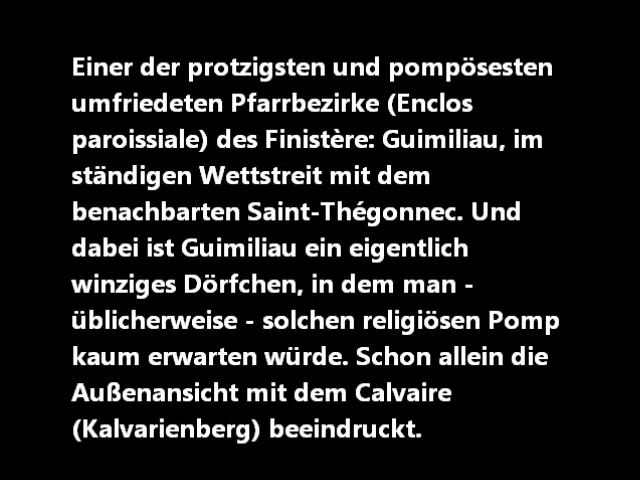 Einer der protzigsten und pompösesten
umfriedeten Pfarrbezirke (Enclos
paroissiale) des Finistère: Guimiliau, im
ständigen Wettstreit mit dem
benachbarten Saint-Thégonnec. Und
dabei ist Guimiliau ein eigentlich
winziges Dörfchen, in dem man -
üblicherweise - solchen religiösen Pomp
kaum erwarten würde. Schon allein die
Außenansicht mit dem Calvaire
(Kalvarienberg) beeindruckt.